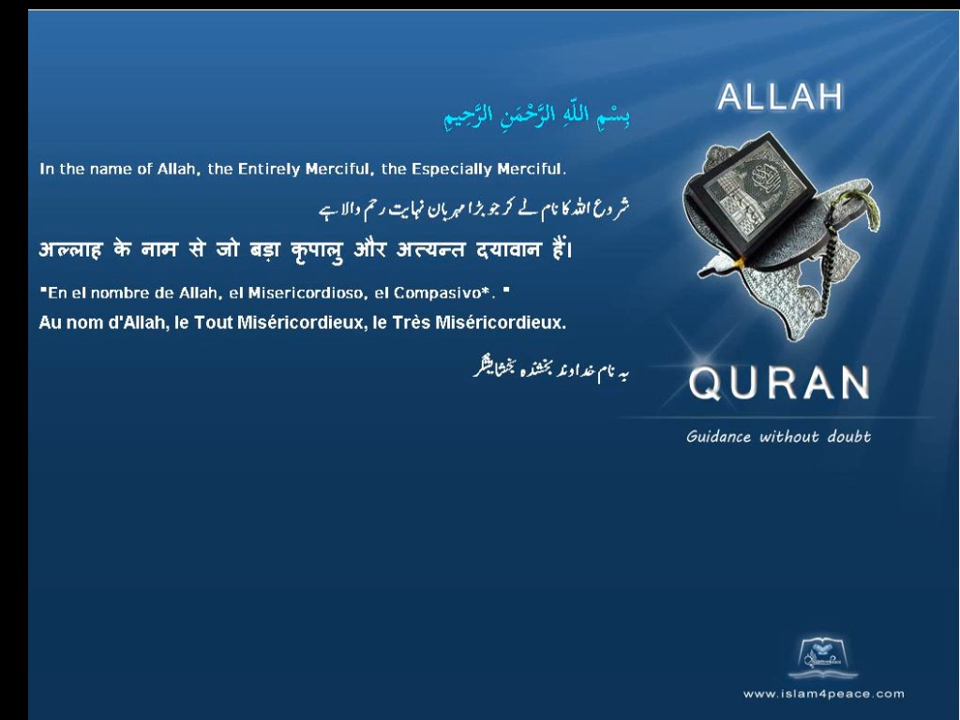 بِسْمِ اللَّهِ الرَّحْمَنِ الرَّحِيمِ
In the name of Allah, the Entirely Merciful, the Especially Merciful.
شروع اللہ کا نام لے کر جو بڑا مہربان نہایت رحم والا ہے
अल्लाह के नाम से जो बड़ा कृपालु और अत्यन्त दयावान हैं।
"En el nombre de Allah, el Misericordioso, el Compasivo*. "
Au nom d'Allah, le Tout Miséricordieux, le Très Miséricordieux.
به نام خداوند بخشنده بخشایشگر
ALLAH
QURAN
Guidance without doubt
www.islam4peace.com